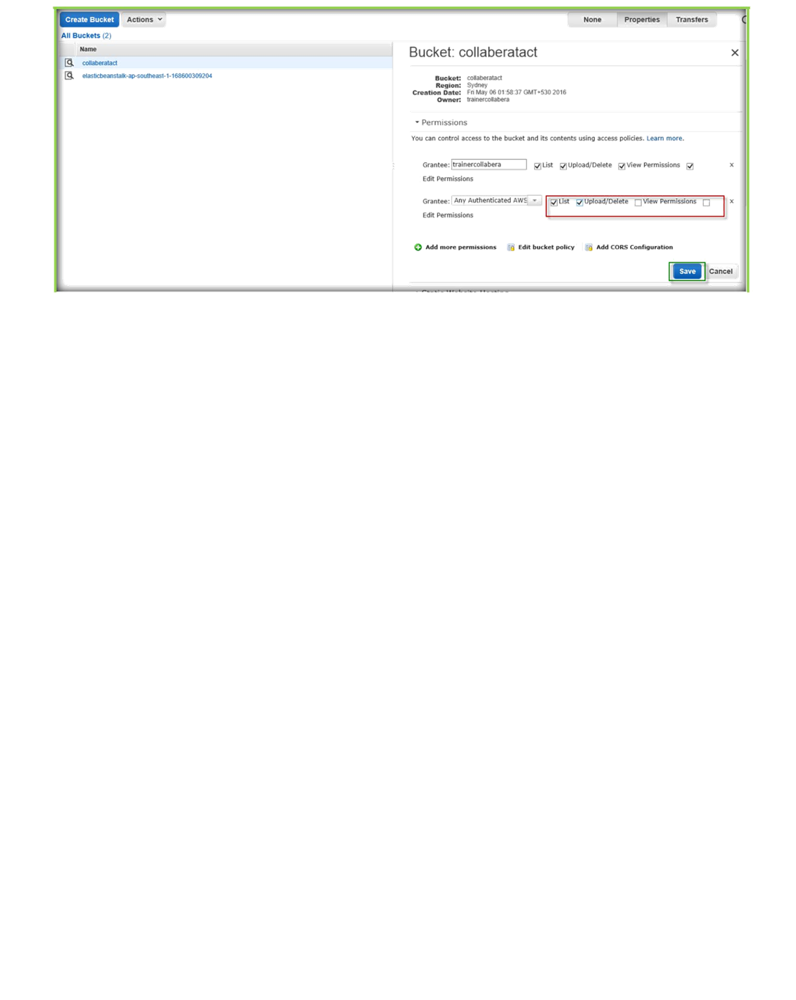 Create Bucket Actions None Properties Transfers
All Buckets (2)
Name
collaberatact
elasticbeanstalk-ap-southeast-1-168600309204
Bucket: collaberatact
Bucket: collaberatact
Region: Sydney
Creation Date: Fri May 06 01:58:37 GMT+530 2016
Owner: trainercollabera
Permissions
You can control access to the bucket and its contents using access policies. Learn more.
Grantee: trainercollabera List Upload/Delete View Permissions x
Edit Permissions
Grantee: Any Authenticated AWS List Upload/Delete View Permissions x
Edit Permissions
Add more permissions Edit bucket policy Add CORS Configuration
Save Cancel
Static Website Hosting